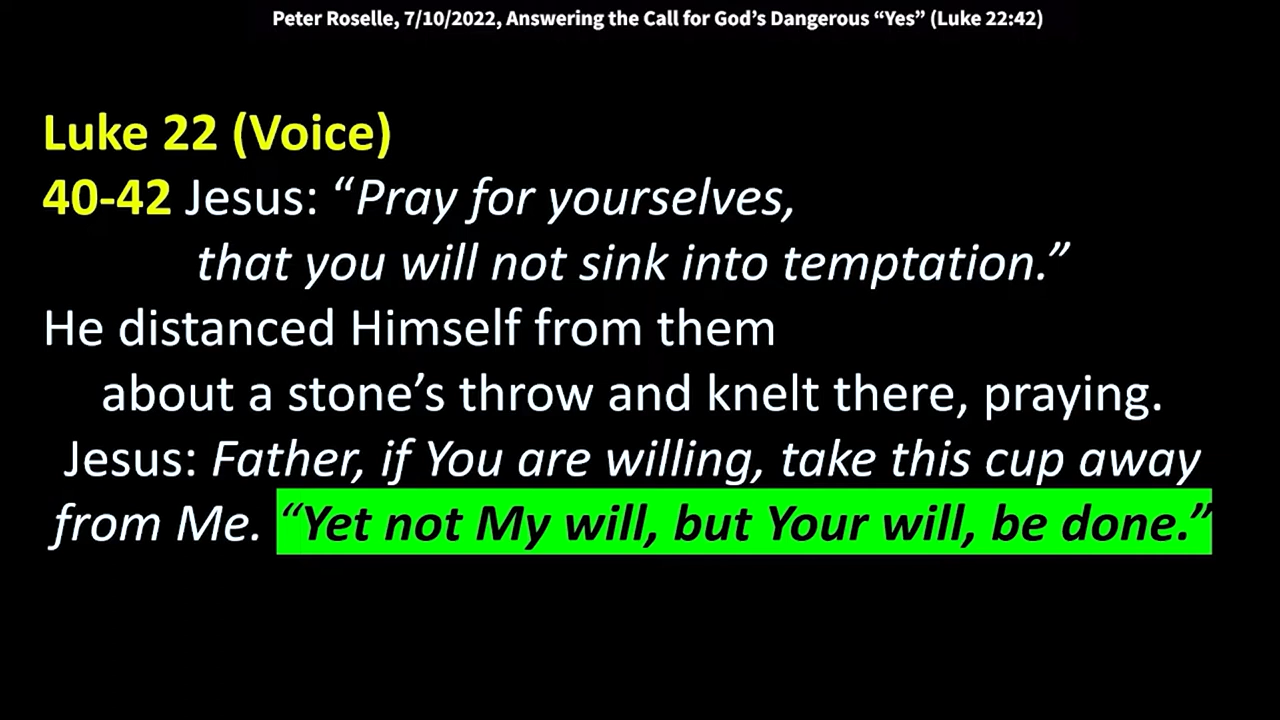 Peter Roselle, 7/10/2022, Answering the Call for God’s Dangerous “Yes” (Luke 22:42)
Luke 22 (Voice)
40-42 Jesus: “Pray for yourselves,
that you will not sink into temptation.”
He distanced Himself from them
about a stone’s throw and knelt there, praying.
Jesus: Father, if You are willing, take this cup away
from Me. “Yet not My will, but Your will, be done.”